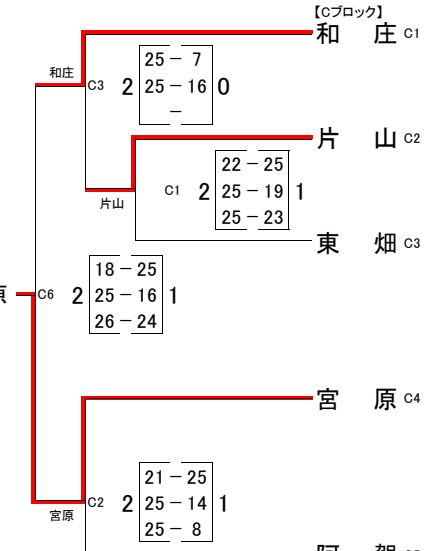 【Cブロック】
和 庄 C1
和庄
C3 2 25－7 0
25－16
－
片 山 C2
片山
C1 2 22－25 1
25－19
25－23
東 畑 C3
原 C6 2 18－25 1
25－16
26－24
宮 原 C4
宮原
C2 2 21－25 1
25－14
25－8